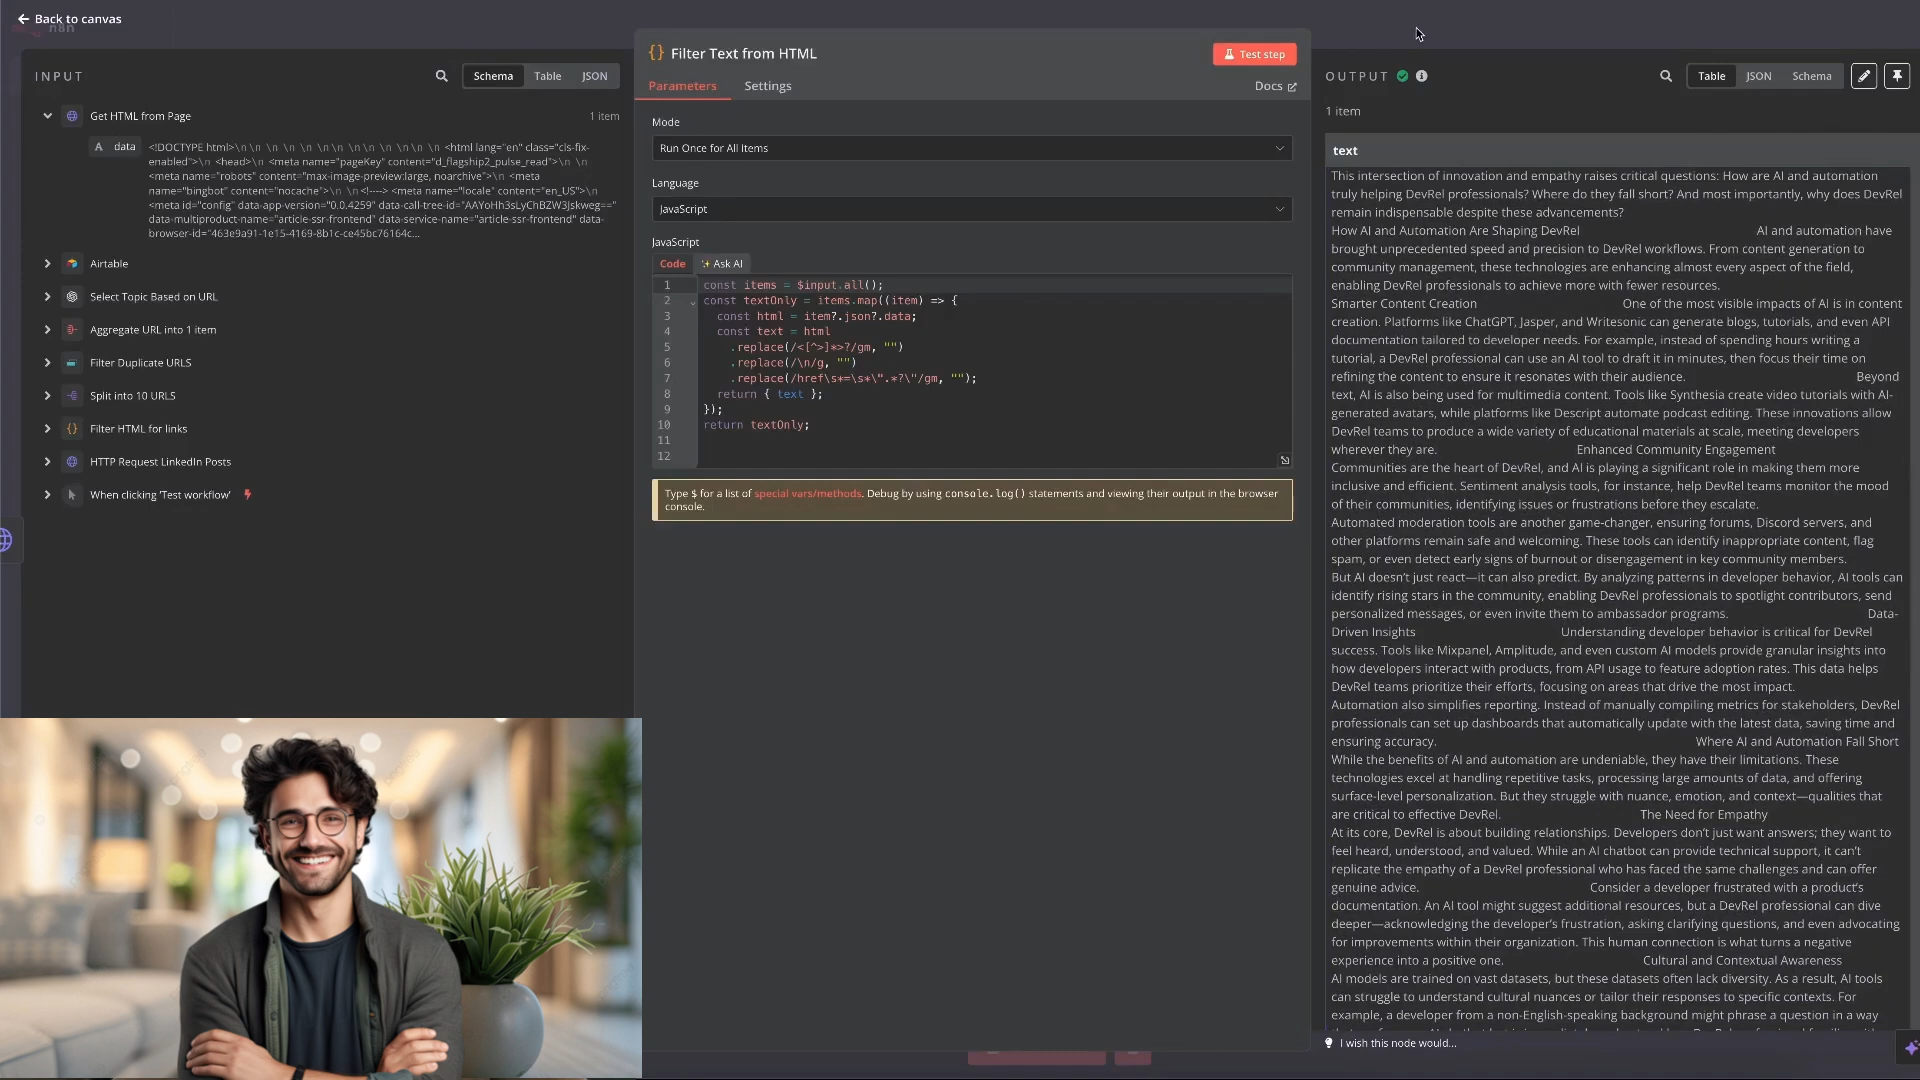 Back to canvas
n8n
INPUT
Schema
Table
JSON
Get HTML from Page
1 item
A data
<!DOCTYPE html>\n\n \n \n \n \n\n \n\n \n \n \n \n <html lang="en" class="cls-fix-
enabled">\n <head>\n <meta name="pageKey" content="d_flagship2_pulse_read">\n \n
<meta name="robots" content="max-image-preview:large, noarchive">\n <meta
name="bingbot" content="nocache">\n \n <!----> <meta name="locale" content="en_US">\n
<meta id="config" data-app-version="0.0.4259" data-call-tree-id="AAYoHh3sLyChBZW3Jskweg=="
data-multiproduct-name="article-ssr-frontend" data-service-name="article-ssr-frontend" data-
browser-id="463e9a91-1e15-4169-8b1c-ce45bc76164c...
Airtable
Select Topic Based on URL
Aggregate URL into 1 item
Filter Duplicate URLS
Split into 10 URLS
Filter HTML for links
HTTP Request LinkedIn Posts
When clicking 'Test workflow'
{} Filter Text from HTML
Test step
Parameters
Settings
Docs
Mode
Run Once for All Items
Language
JavaScript
JavaScript
Code
Ask AI
1 const items = $input.all();
2 const textOnly = items.map((item) => {
3 const html = item?.json?.data;
4 const text = html
5 .replace(/<[^>]*>?/gm, "")
6 .replace(/\n/g, "")
7 .replace(/href\s*=\s*\".*?\"/gm, "");
8 return { text };
9 });
10 return textOnly;
11
12
Type $ for a list of special vars/methods. Debug by using console.log() statements and viewing their output in the browser
console.
OUTPUT
Table
JSON
Schema
1 item
text
This intersection of innovation and empathy raises critical questions: How are AI and automation
truly helping DevRel professionals? Where do they fall short? And most importantly, why does DevRel
remain indispensable despite these advancements?
How AI and Automation Are Shaping DevRel AI and automation have
brought unprecedented speed and precision to DevRel workflows. From content generation to
community management, these technologies are enhancing almost every aspect of the field,
enabling DevRel professionals to achieve more with fewer resources.
Smarter Content Creation One of the most visible impacts of AI is in content
creation. Platforms like ChatGPT, Jasper, and Writesonic can generate blogs, tutorials, and even API
documentation tailored to developer needs. For example, instead of spending hours writing a
tutorial, a DevRel professional can use an AI tool to draft it in minutes, then focus their time on
refining the content to ensure it resonates with their audience. Beyond
text, AI is also being used for multimedia content. Tools like Synthesia create video tutorials with AI-
generated avatars, while platforms like Descript automate podcast editing. These innovations allow
DevRel teams to produce a wide variety of educational materials at scale, meeting developers
wherever they are. Enhanced Community Engagement
Communities are the heart of DevRel, and AI is playing a significant role in making them more
inclusive and efficient. Sentiment analysis tools, for instance, help DevRel teams monitor the mood
of their communities, identifying issues or frustrations before they escalate.
Automated moderation tools are another game-changer, ensuring forums, Discord servers, and
other platforms remain safe and welcoming. These tools can identify inappropriate content, flag
spam, or even detect early signs of burnout or disengagement in key community members.
But AI doesn't just react—it can also predict. By analyzing patterns in developer behavior, AI tools can
identify rising stars in the community, enabling DevRel professionals to spotlight contributors, send
personalized messages, or even invite them to ambassador programs. Data-
Driven Insights Understanding developer behavior is critical for DevRel
success. Tools like Mixpanel, Amplitude, and even custom AI models provide granular insights into
how developers interact with products, from API usage to feature adoption rates. This data helps
DevRel teams prioritize their efforts, focusing on areas that drive the most impact.
Automation also simplifies reporting. Instead of manually compiling metrics for stakeholders, DevRel
professionals can set up dashboards that automatically update with the latest data, saving time and
ensuring accuracy. Where AI and Automation Fall Short
While the benefits of AI and automation are undeniable, they have their limitations. These
technologies excel at handling repetitive tasks, processing large amounts of data, and offering
surface-level personalization. But they struggle with nuance, emotion, and context—qualities that
are critical to effective DevRel. The Need for Empathy
At its core, DevRel is about building relationships. Developers don't just want answers; they want to
feel heard, understood, and valued. While an AI chatbot can provide technical support, it can't
replicate the empathy of a DevRel professional who has faced the same challenges and can offer
genuine advice. Consider a developer frustrated with a product's
documentation. An AI tool might suggest additional resources, but a DevRel professional can dive
deeper—acknowledging the developer's frustration, asking clarifying questions, and even advocating
for improvements within their organization. This human connection is what turns a negative
experience into a positive one. Cultural and Contextual Awareness
AI models are trained on vast datasets, but these datasets often lack diversity. As a result, AI tools
can struggle to understand cultural nuances or tailor their responses to specific contexts. For
example, a developer from a non-English-speaking background might phrase a question in a way
I wish this node would...